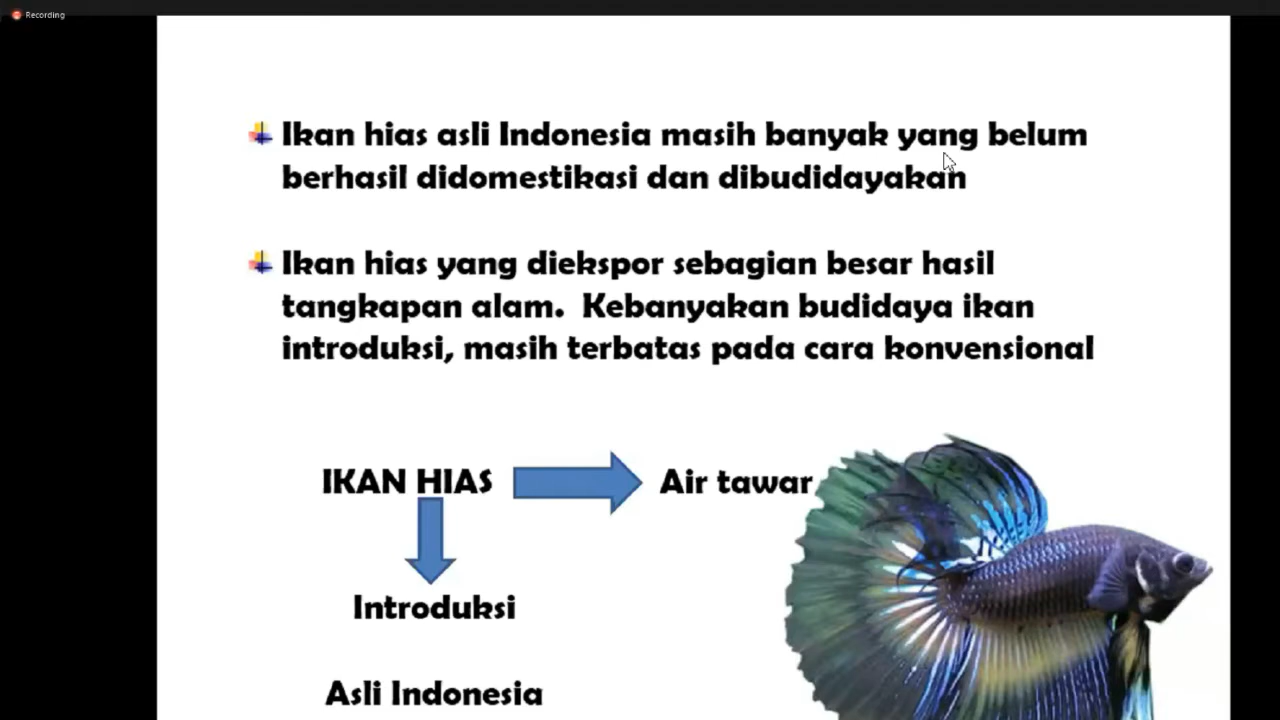 Recording
Ikan hias asli Indonesia masih banyak yang belum
berhasil didomestikasi dan dibudidayakan
Ikan hias yang diekspor sebagian besar hasil
tangkapan alam. Kebanyakan budidaya ikan
introduksi, masih terbatas pada cara konvensional
IKAN HIAS
Air tawar
Introduksi
Asli Indonesia